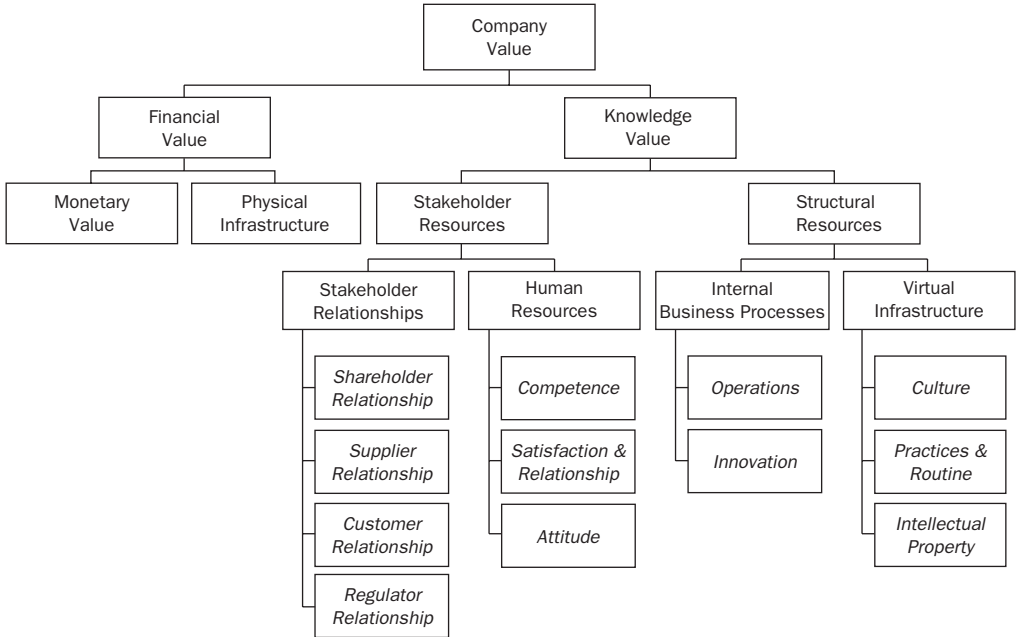 Company
Value
Financial
Value
Knowledge
Value
Monetary
Value
Physical
Infrastructure
Stakeholder
Resources
Structural
Resources
Stakeholder
Relationships
Human
Resources
Internal
Business Processes
Virtual
Infrastructure
Shareholder
Relationship
Supplier
Relationship
Customer
Relationship
Regulator
Relationship
Competence
Satisfaction &
Relationship
Attitude
Operations
Innovation
Culture
Practices &
Routine
Intellectual
Property